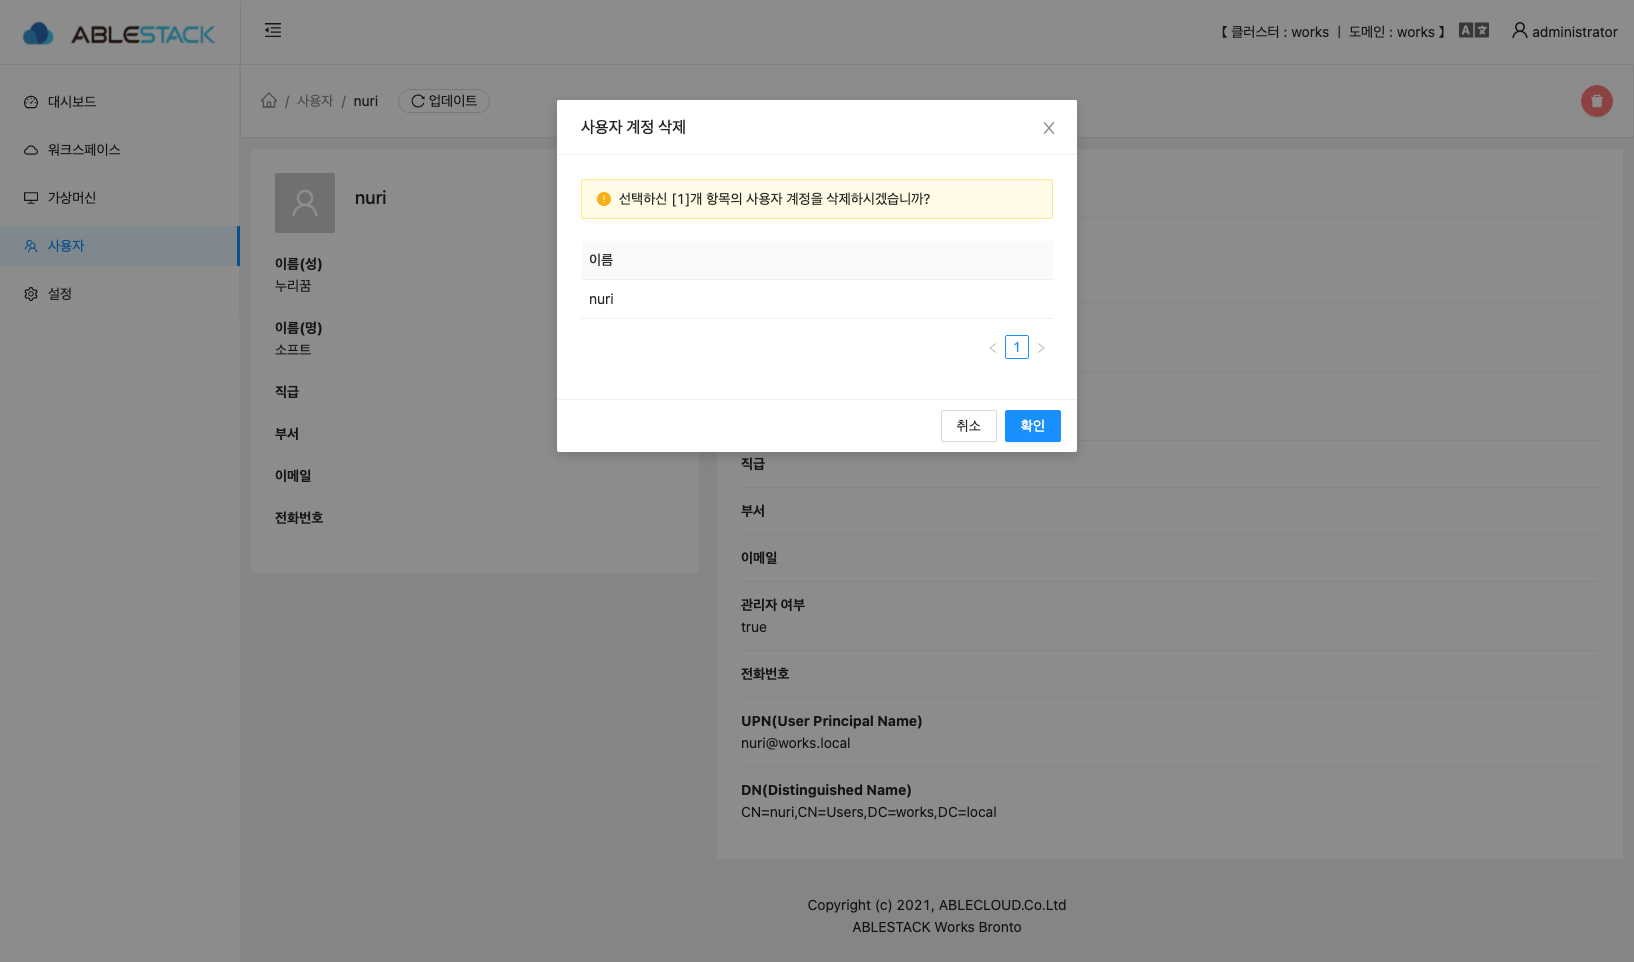 ABLESTACK
【 클러스터 : works | 도메인 : works 】
administrator
대시보드
워크스페이스
가상머신
사용자
설정
/ 사용자 / nuri
업데이트
nuri
이름(성)
누리꿈
이름(명)
소프트
직급
부서
이메일
전화번호
사용자 계정 삭제
선택하신 [1]개 항목의 사용자 계정을 삭제하시겠습니까?
이름
nuri
1
취소
확인
직급
부서
이메일
관리자 여부
true
전화번호
UPN(User Principal Name)
nuri@works.local
DN(Distinguished Name)
CN=nuri,CN=Users,DC=works,DC=local
Copyright (c) 2021, ABLECLOUD.Co.Ltd
ABLESTACK Works Bronto